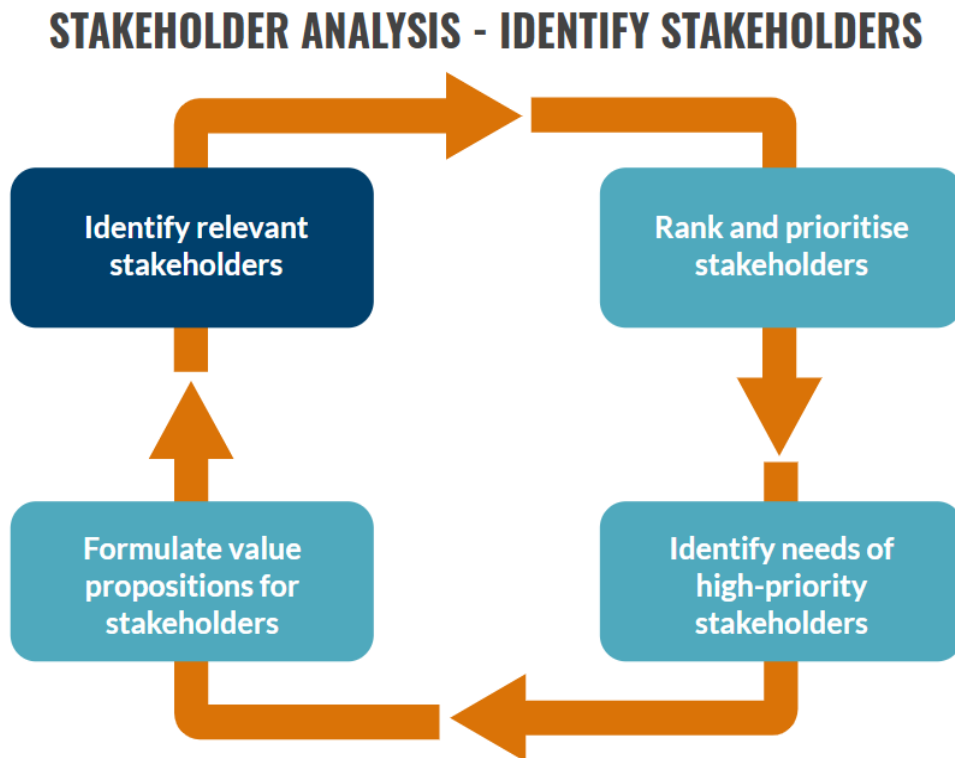 STAKEHOLDER ANALYSIS - IDENTIFY STAKEHOLDERS
Identify relevant
stakeholders
Rank and prioritise
stakeholders
Formulate value
propositions for
stakeholders
Identify needs of
high-priority
stakeholders